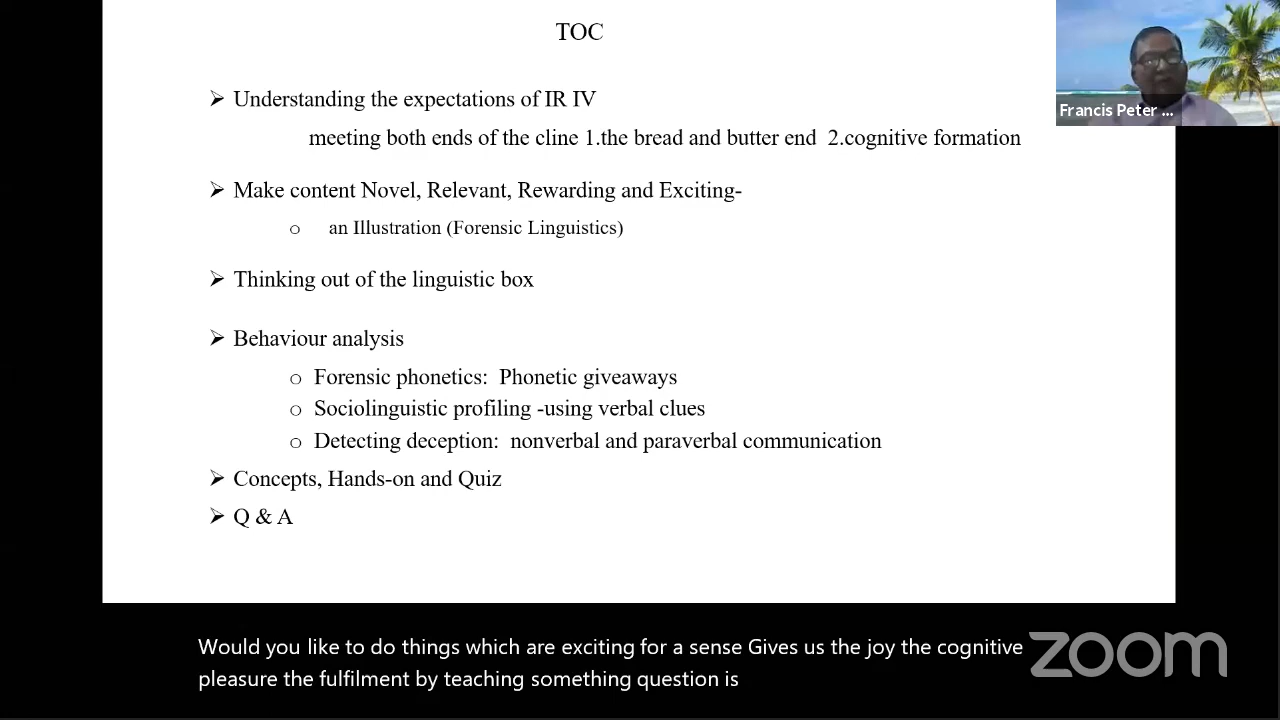 TOC
➢ Understanding the expectations of IR IV
meeting both ends of the cline 1.the bread and butter end 2.cognitive formation
➢ Make content Novel, Relevant, Rewarding and Exciting-
o an Illustration (Forensic Linguistics)
➢ Thinking out of the linguistic box
➢ Behaviour analysis
o Forensic phonetics: Phonetic giveaways
o Sociolinguistic profiling -using verbal clues
o Detecting deception: nonverbal and paraverbal communication
➢ Concepts, Hands-on and Quiz
➢ Q & A
Francis Peter ...
Would you like to do things which are exciting for a sense Gives us the joy the cognitive
pleasure the fulfilment by teaching something question is
zoom